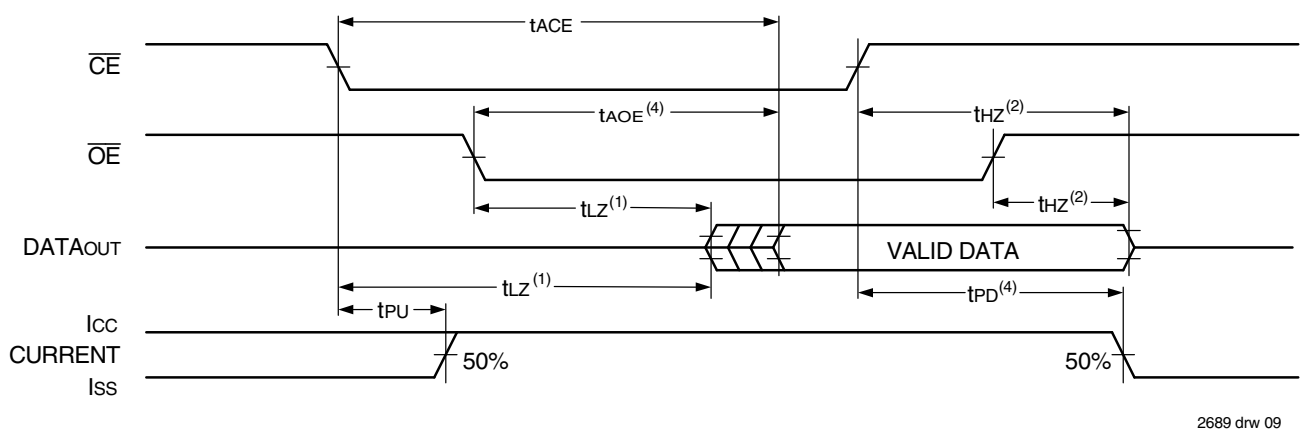 tACE
CE
tAOE(4)
tHZ(2)
OE
tLZ(1)
tHZ(2)
DATAOUT
VALID DATA
tLZ(1)
tPD(4)
tPU
ICC
CURRENT
50%
50%
ISS
2689 drw 09